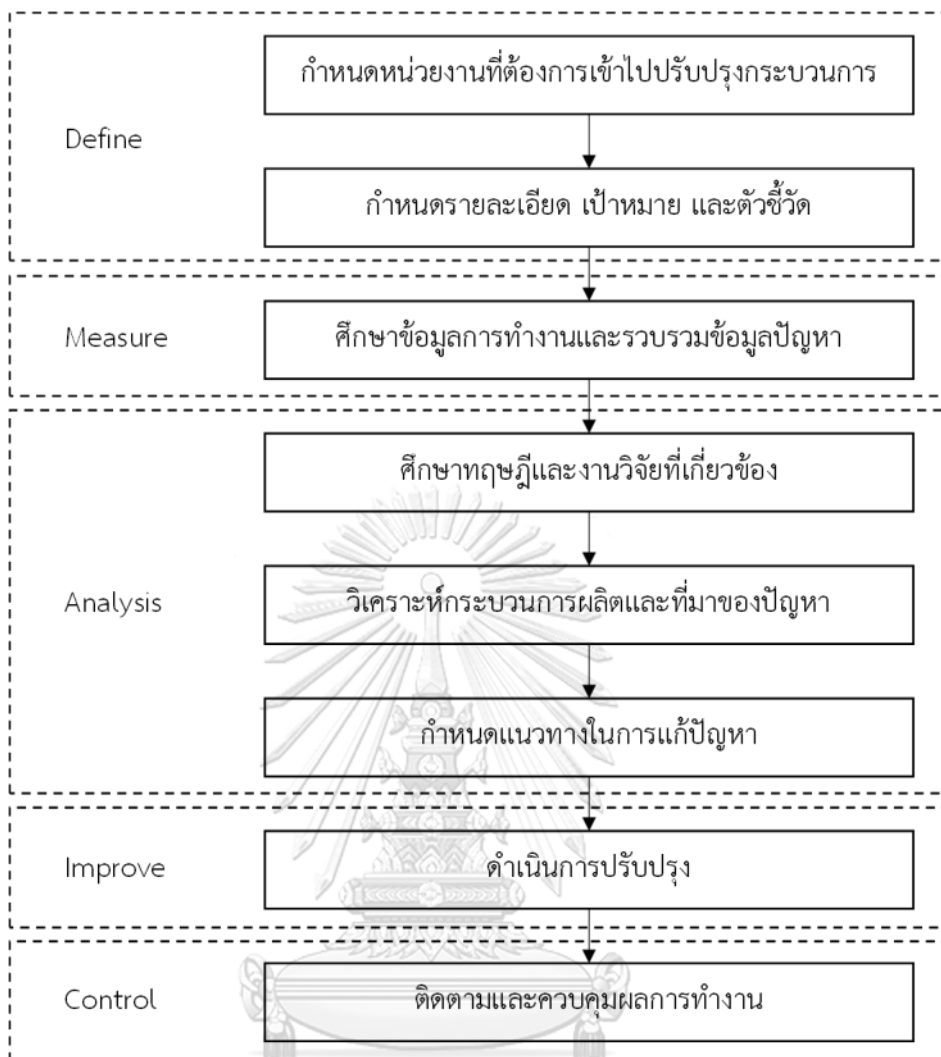 กำหนดหน่วยงานที่ต้องการเข้าไปปรับปรุงกระบวนการ
Define
กำหนดรายละเอียด เป้าหมาย และตัวชี้วัด
Measure
ศึกษาข้อมูลการทำงานและรวบรวมข้อมูลปัญหา
ศึกษาทฤษฎีและงานวิจัยที่เกี่ยวข้อง
Analysis
วิเคราะห์กระบวนการผลิตและที่มาของปัญหา
กำหนดแนวทางในการแก้ปัญหา
Improve
ดำเนินการปรับปรุง
Control
ติดตามและควบคุมผลการทำงาน